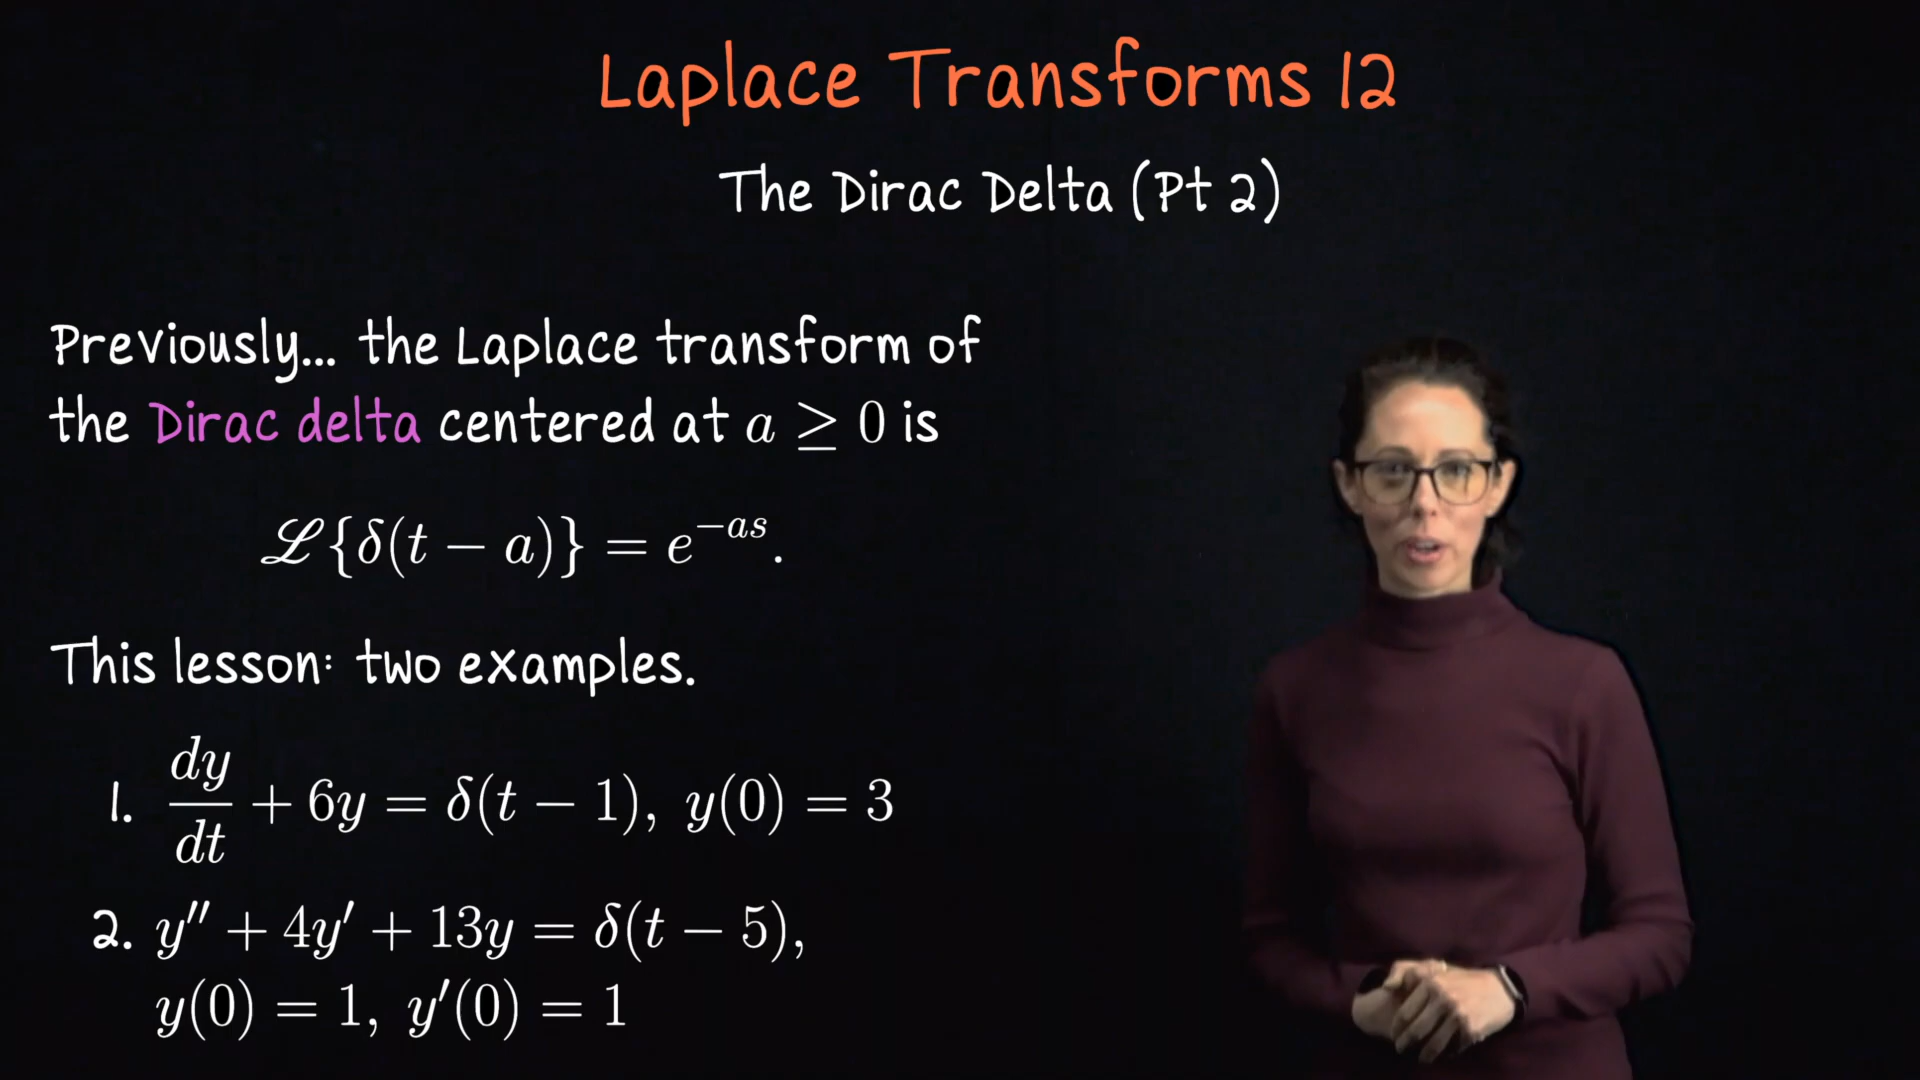 Laplace Transforms 12
The Dirac Delta (Pt 2)
Previously... the Laplace transform of
the Dirac delta centered at a ≥ 0 is
ℒ{δ(t − a)} = e^{−as}.
This lesson: two examples.
1. dy/dt + 6y = δ(t − 1), y(0) = 3
2. y″ + 4y′ + 13y = δ(t − 5),
y(0) = 1, y′(0) = 1